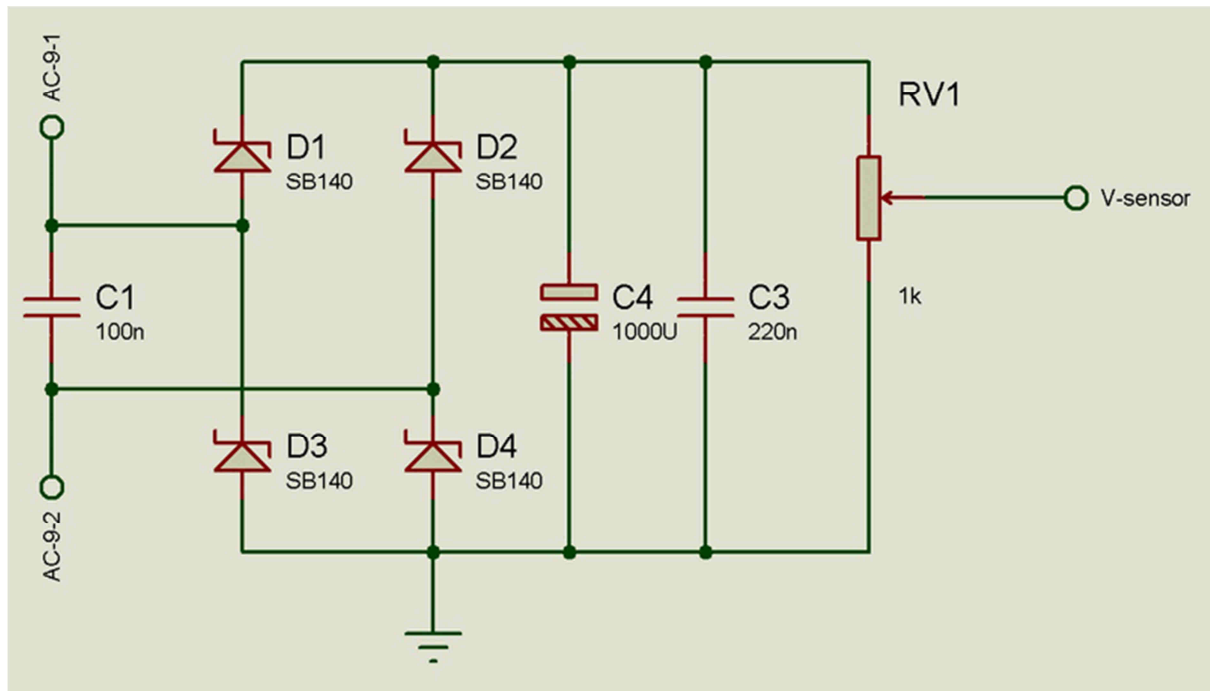 AC-9-1
D1
SB140
D2
SB140
RV1
V-sensor
C1
100n
C4
1000U
C3
220n
1k
D3
SB140
D4
SB140
AC-9-2